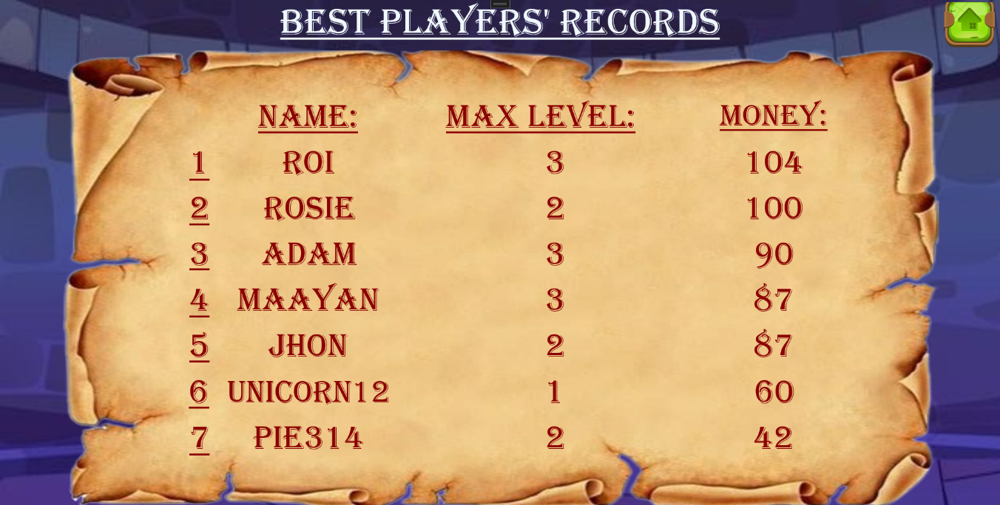 BEST PLAYERS' RECORDS
NAME: MAX LEVEL: MONEY:
1 ROI 3 104
2 ROSIE 2 100
3 ADAM 3 90
4 MAAYAN 3 87
5 JHON 2 87
6 UNICORN12 1 60
7 PIE314 2 42